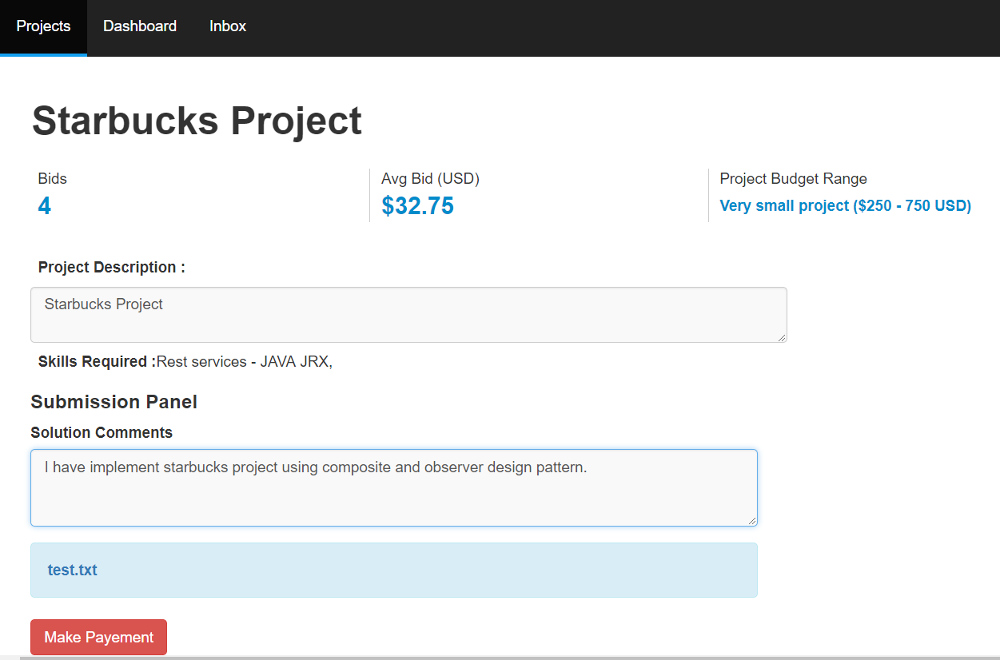 Projects Dashboard Inbox
Starbucks Project
Bids Avg Bid (USD) Project Budget Range
4 $32.75 Very small project ($250 - 750 USD)
Project Description :
Starbucks Project
Skills Required :Rest services - JAVA JRX,
Submission Panel
Solution Comments
I have implement starbucks project using composite and observer design pattern.
test.txt
Make Payement